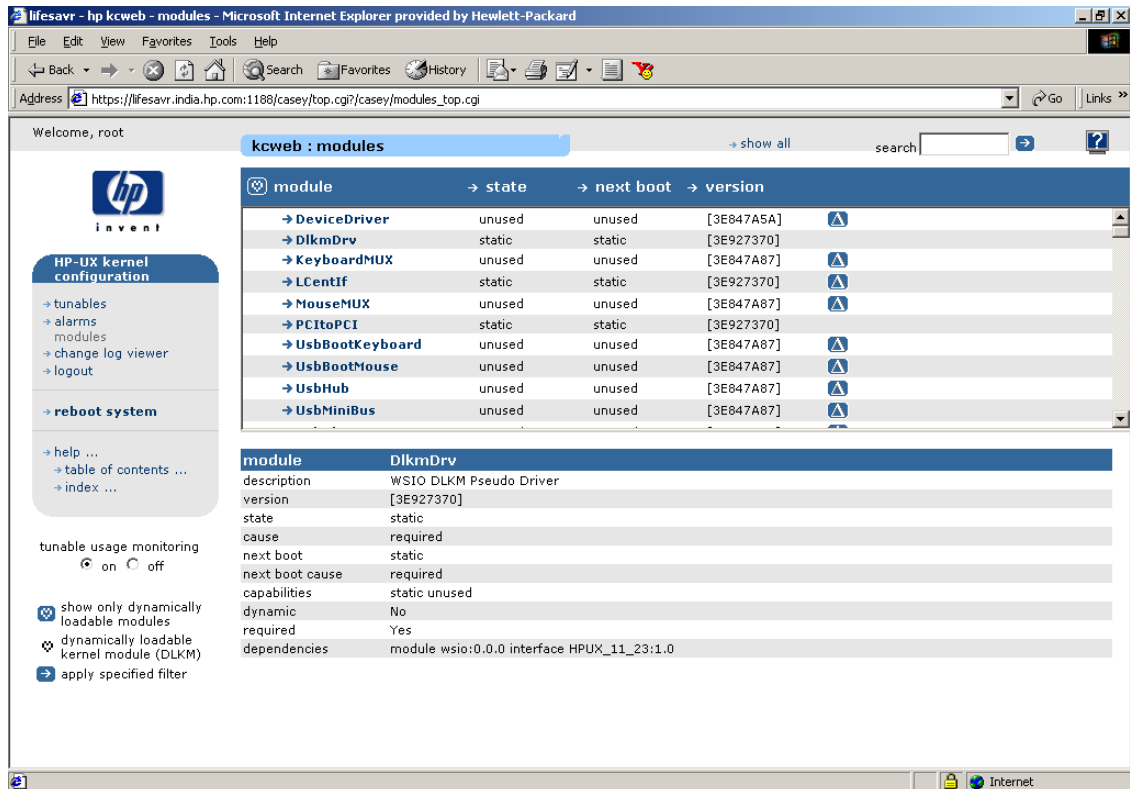 lifesavr - hp kcweb - modules - Microsoft Internet Explorer provided by Hewlett-Packard
File Edit View Favorites Tools Help
Back Search Favorites History
Address https://lifesavr.india.hp.com:1188/casey/top.cgi?/casey/modules_top.cgi Go Links »
Welcome, root
kcweb : modules → show all search ?
hp
invent
module → state → next boot → version
→ DeviceDriver unused unused [3E847A5A]
→ DlkmDrv static static [3E927370]
→ KeyboardMUX unused unused [3E847A87]
→ LCentIf static static [3E927370]
→ MouseMUX unused unused [3E847A87]
→ PCItoPCI static static [3E927370]
→ UsbBootKeyboard unused unused [3E847A87]
→ UsbBootMouse unused unused [3E847A87]
→ UsbHub unused unused [3E847A87]
→ UsbMiniBus unused unused [3E847A87]
HP-UX kernel
configuration
→ tunables
→ alarms
modules
→ change log viewer
→ logout
→ reboot system
→ help ...
→ table of contents ...
→ index ...
tunable usage monitoring
on off
show only dynamically
loadable modules
dynamically loadable
kernel module (DLKM)
apply specified filter
module DlkmDrv
description WSIO DLKM Pseudo Driver
version [3E927370]
state static
cause required
next boot static
next boot cause required
capabilities static unused
dynamic No
required Yes
dependencies module wsio:0.0.0 interface HPUX_11_23:1.0
Internet